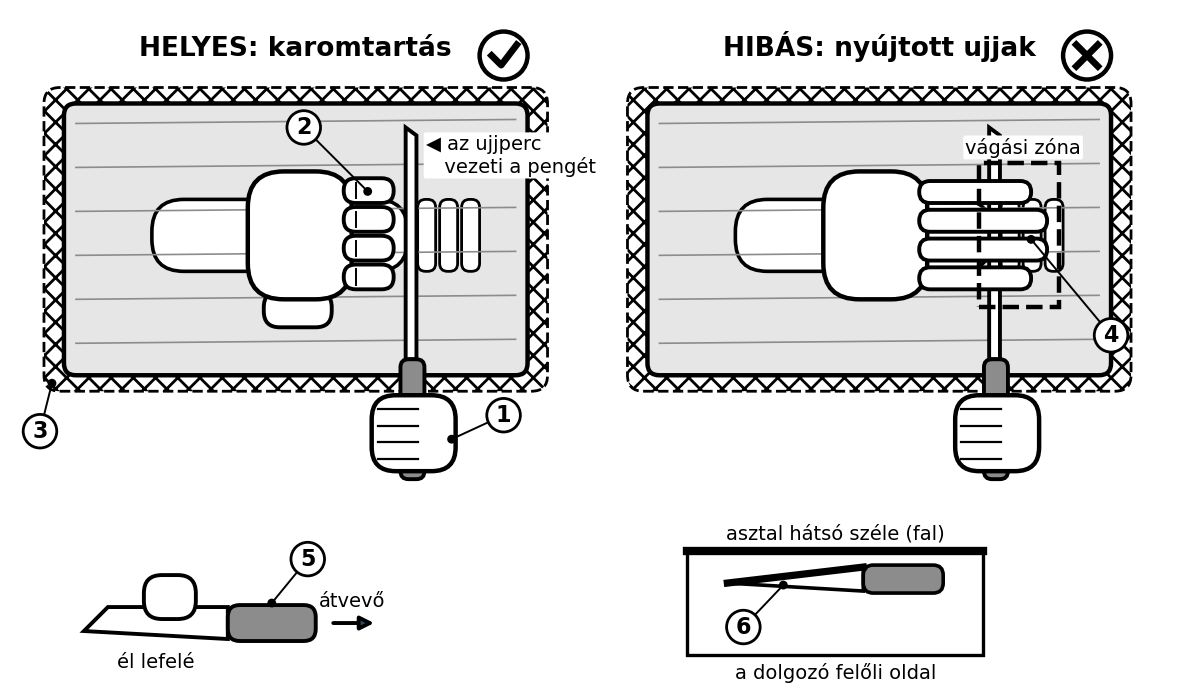 HELYES: karomtartás
HIBÁS: nyújtott ujjak
2
◀ az ujjperc
vezeti a pengét
vágási zóna
4
3
1
5
átvevő
él lefelé
asztal hátsó széle (fal)
6
a dolgozó felőli oldal